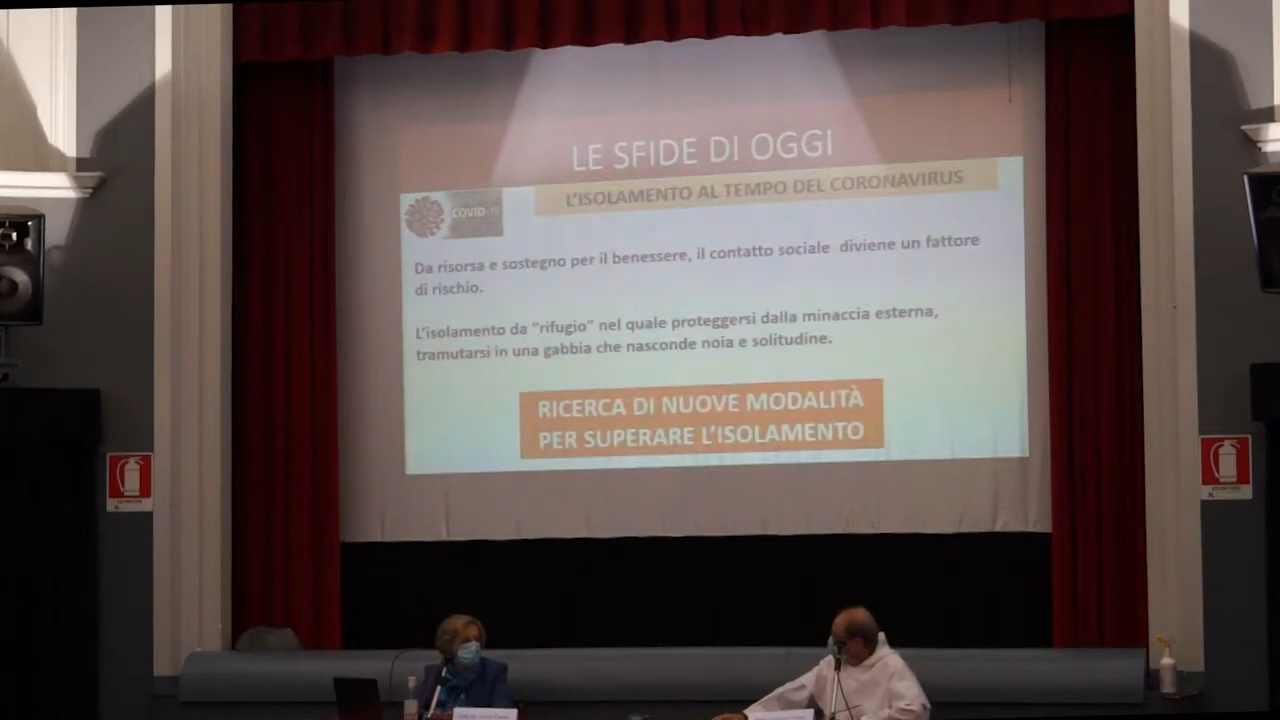 LE SFIDE DI OGGI
L'ISOLAMENTO AL TEMPO DEL CORONAVIRUS
COVID-19
Da risorsa e sostegno per il benessere, il contatto sociale diviene un fattore
di rischio.
L'isolamento da "rifugio" nel quale proteggersi dalla minaccia esterna,
tramutarsi in una gabbia che nasconde noia e solitudine.
RICERCA DI NUOVE MODALITÀ
PER SUPERARE L'ISOLAMENTO